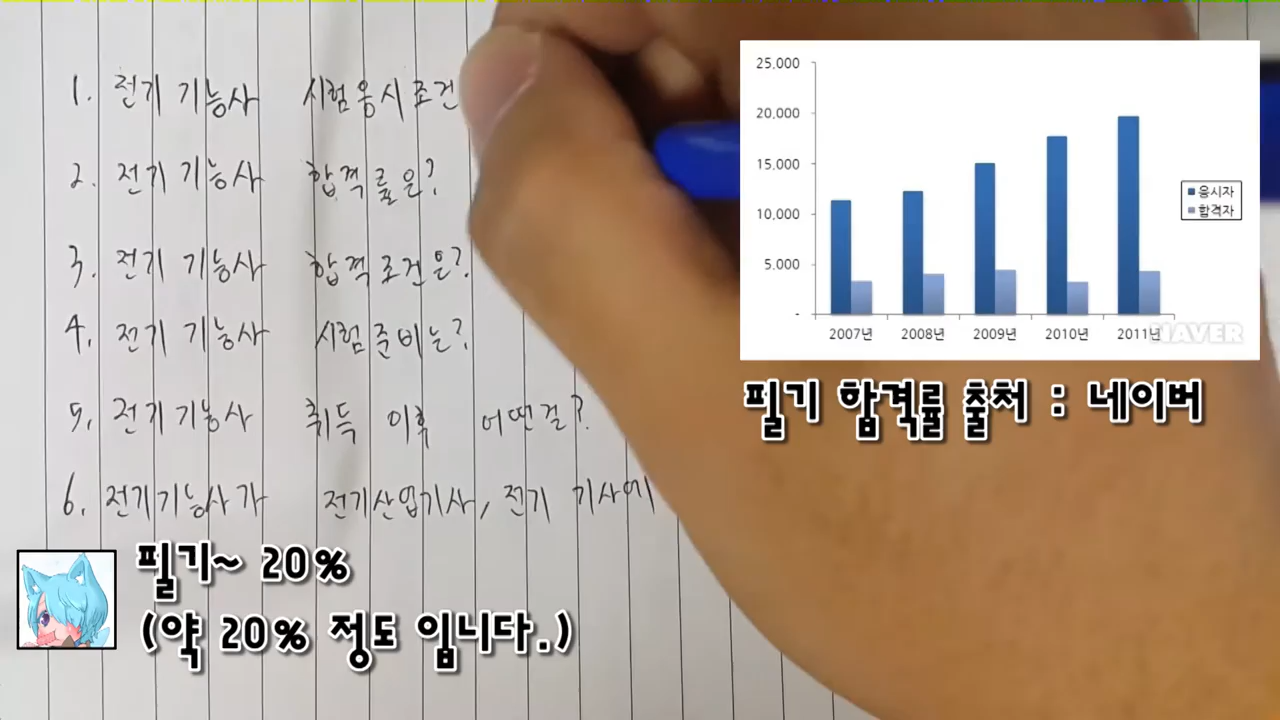 1. 전기 기능사 시험응시조건
2. 전기 기능사 합격률은?
3. 전기 기능사 합격조건은?
4. 전기 기능사 시험준비는?
5. 전기기능사 취득 이후 어떤걸?
6. 전기기능사가 전기산업기사, 전기 기사에
25,000
20,000
15,000
10,000
5,000
-
2007년 2008년 2009년 2010년 2011년
응시자
합격자
NAVER
필기 합격률 출처 : 네이버
필기~ 20%
(약 20% 정도 입니다.)